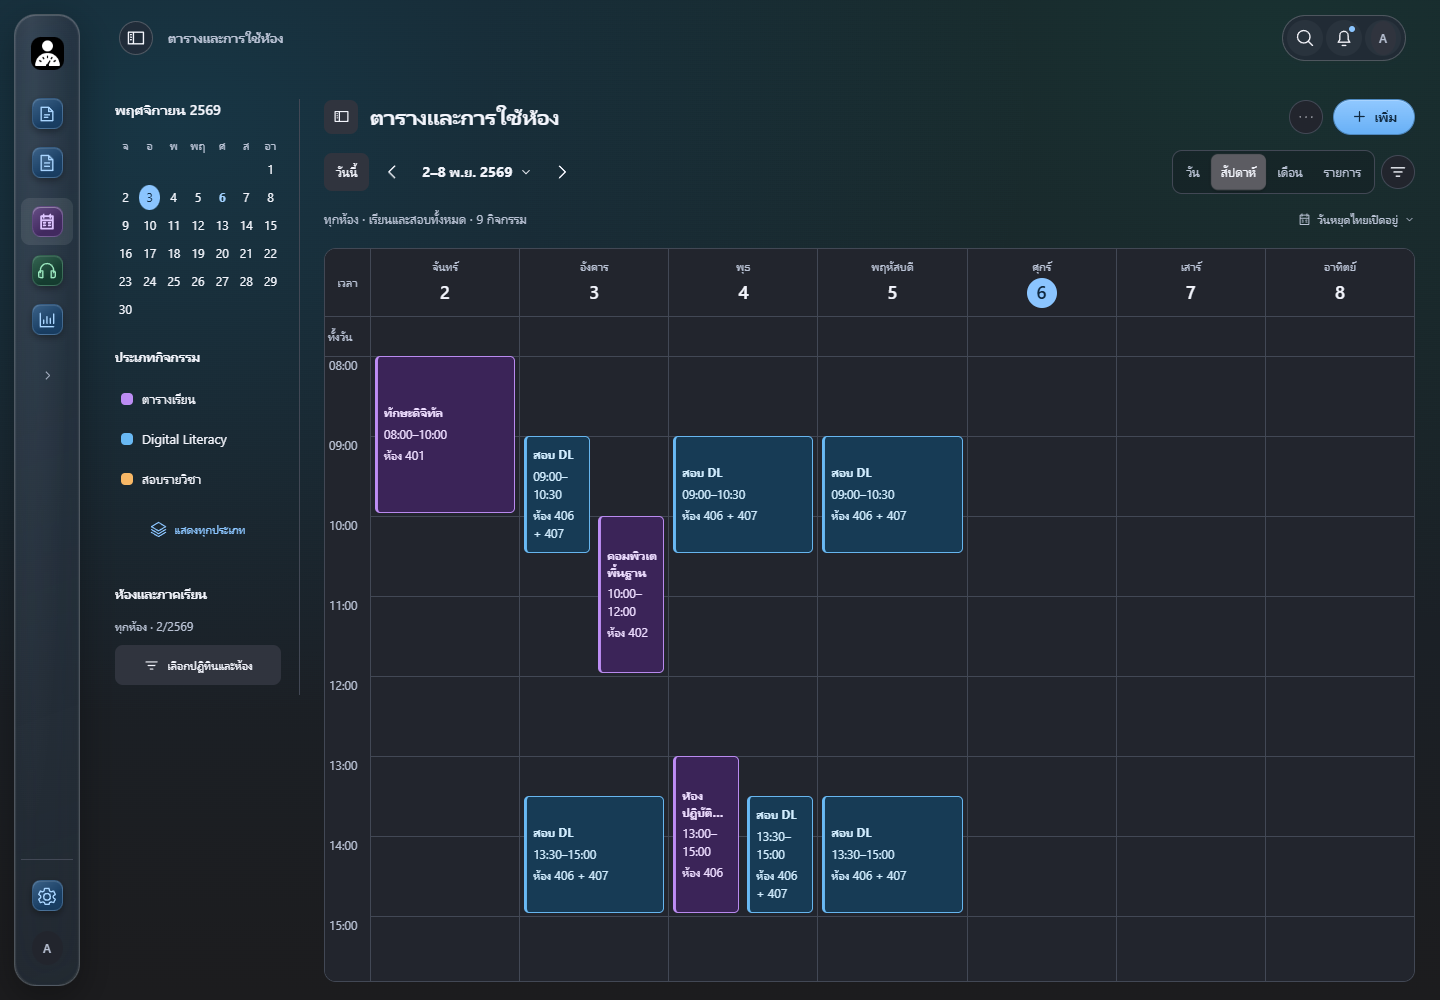 ตารางและการใช้ห้อง
A
พฤศจิกายน 2569
จ อ พ พฤ ศ ส อา
1
2 3 4 5 6 7 8
9 10 11 12 13 14 15
16 17 18 19 20 21 22
23 24 25 26 27 28 29
30
ประเภทกิจกรรม
ตารางเรียน
Digital Literacy
สอบรายวิชา
แสดงทุกประเภท
ห้องและภาคเรียน
ทุกห้อง · 2/2569
เลือกปฏิทินและห้อง
A
ตารางและการใช้ห้อง
เพิ่ม
วันนี้
2–8 พ.ย. 2569
วัน สัปดาห์ เดือน รายการ
ทุกห้อง · เรียนและสอบทั้งหมด · 9 กิจกรรม
วันหยุดไทยเปิดอยู่
เวลา
จันทร์ อังคาร พุธ พฤหัสบดี ศุกร์ เสาร์ อาทิตย์
2 3 4 5 6 7 8
ทั้งวัน
08:00
09:00
10:00
11:00
12:00
13:00
14:00
15:00
ทักษะดิจิทัล
08:00–10:00
ห้อง 401
สอบ DL
09:00–
10:30
ห้อง 406
+ 407
คอมพิวเต
พื้นฐาน
10:00–
12:00
ห้อง 402
สอบ DL
13:30–15:00
ห้อง 406 + 407
สอบ DL
09:00–10:30
ห้อง 406 + 407
ห้อง
ปฏิบัติ...
13:00–
15:00
ห้อง 406
สอบ DL
13:30–
15:00
ห้อง 406
+ 407
สอบ DL
09:00–10:30
ห้อง 406 + 407
สอบ DL
13:30–15:00
ห้อง 406 + 407